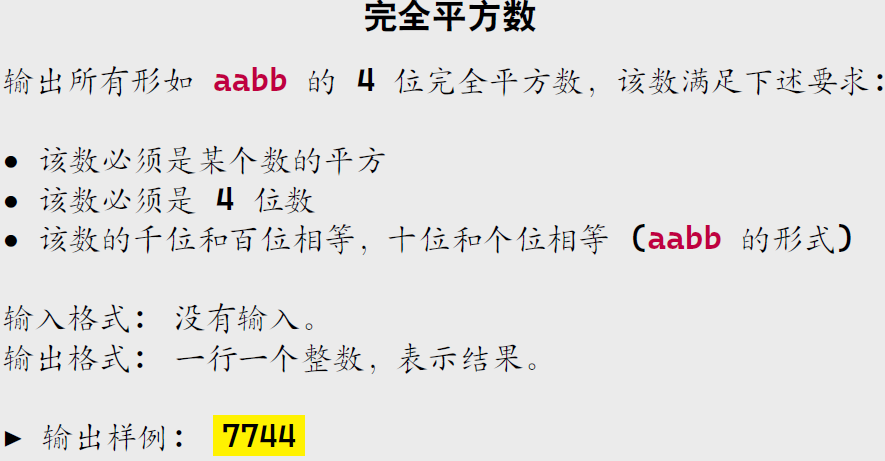 完全平方数
输出所有形如 aabb 的 4 位完全平方数，该数满足下述要求：
● 该数必须是某个数的平方
● 该数必须是 4 位数
● 该数的千位和百位相等，十位和个位相等 (aabb 的形式)
输入格式： 没有输入。
输出格式： 一行一个整数，表示结果。
► 输出样例： 7744